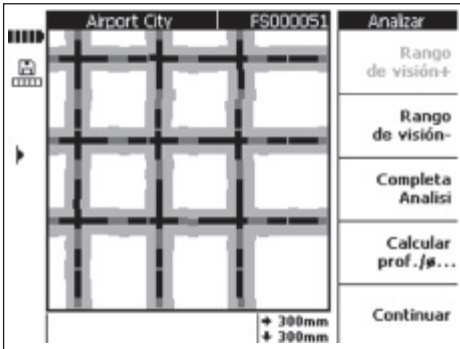 Airport City FS000051 Analizar
Rango
de visión+
Rango
de visión-
Completa
Analisi
Calcular
prof./ø...
Continuar
→ 300mm
↓ 300mm